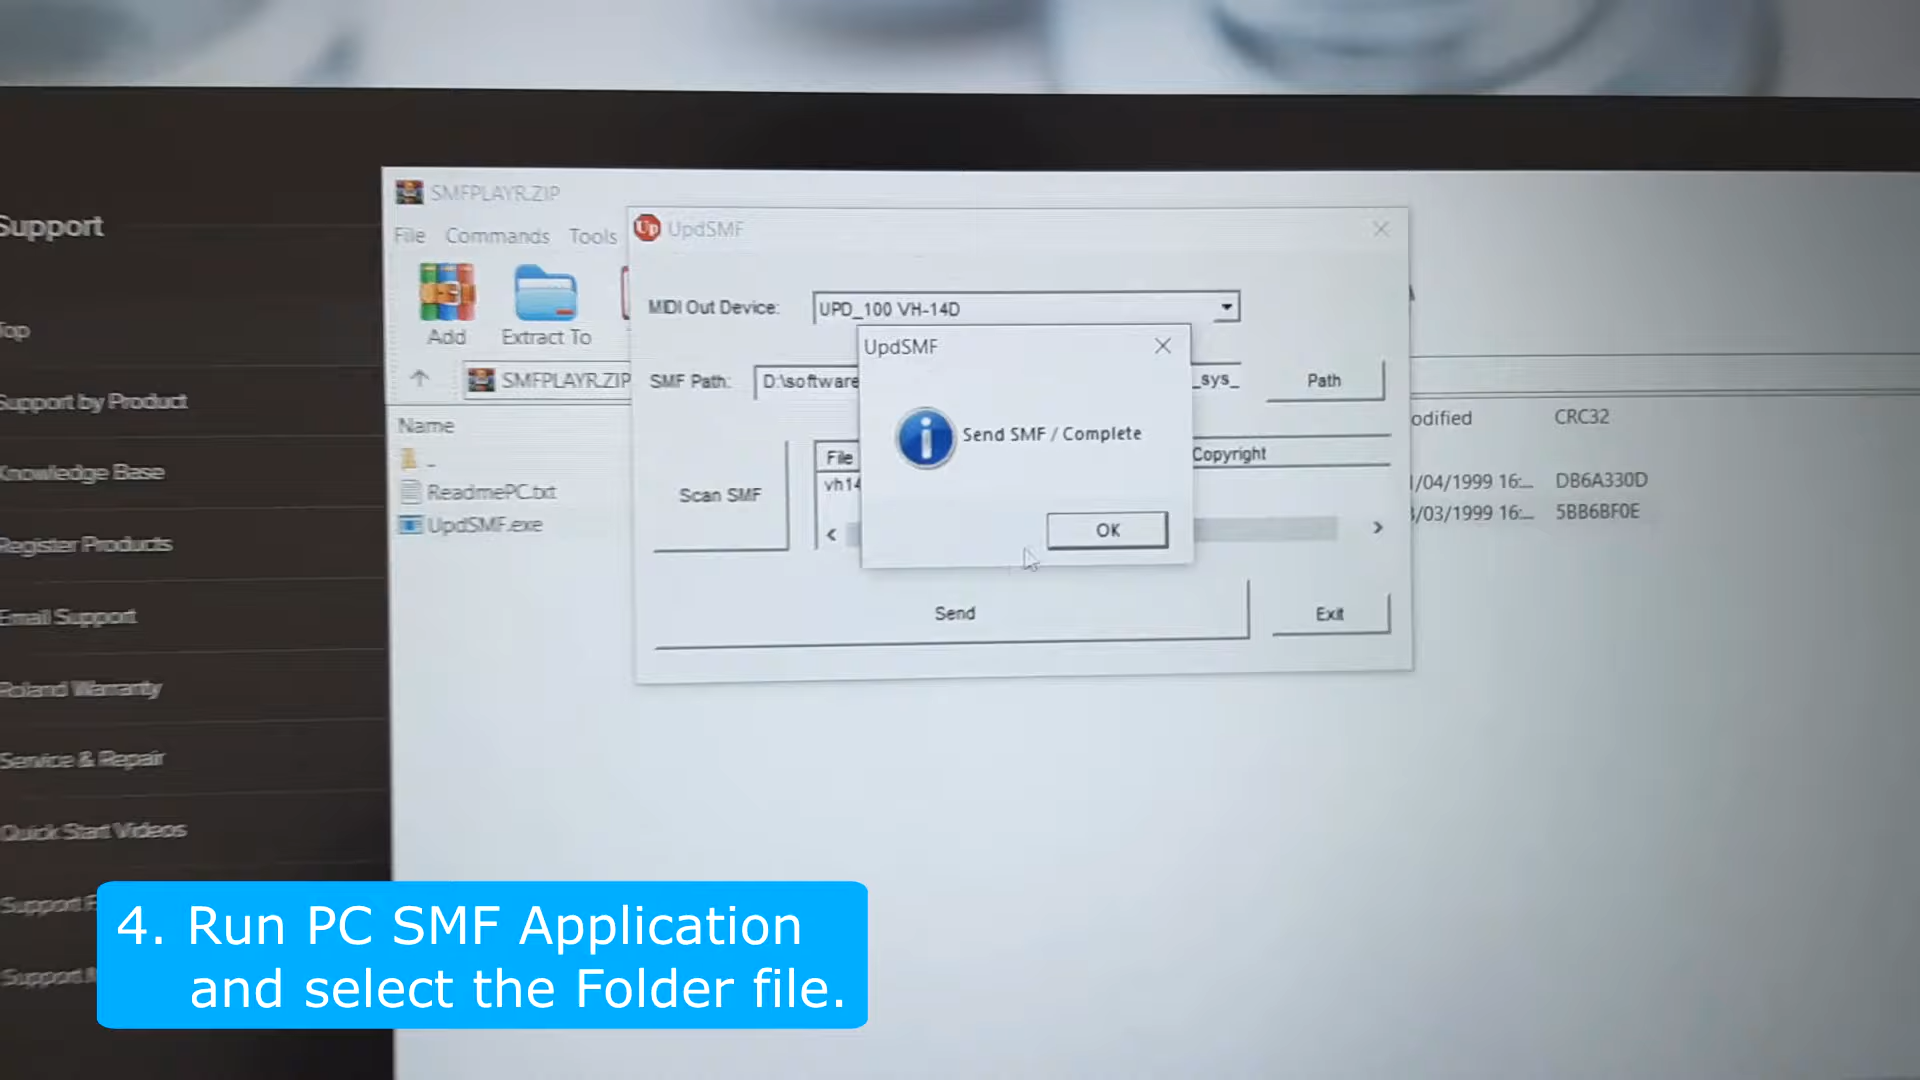 SMFPLAYR.ZIP
Support
UpdSMF
File Commands Tools
MIDI Out Device: UPD_100 VH-14D
Add Extract To
UpdSMF
SMFPLAYR.ZIP
SMF Path: D:\software _sys_ Path
Support by Product
Name
odified CRC32
Send SMF / Complete
File Copyright
Knowledge Base
vh14
ReadmePC.txt
Scan SMF
/04/1999 16:... DB6A330D
UpdSMF.exe
/03/1999 16:... 5BB6BF0E
OK
Register Products
Email Support
Send Exit
Roland Warranty
Service & Repair
Quick Start Videos
Support
4. Run PC SMF Application
and select the Folder file.
Support